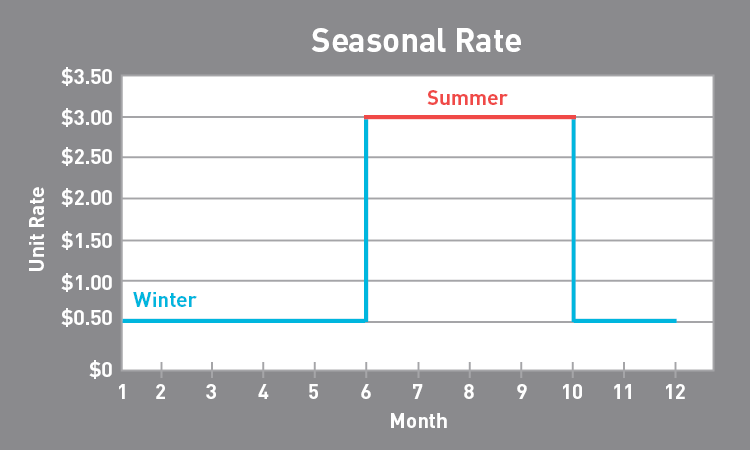 Seasonal Rate
$3.50
Summer
$3.00
$2.50
$2.00
Unit Rate
$1.50
$1.00
Winter
$0.50
$0
1 2 3 4 5 6 7 8 9 10 11 12
Month